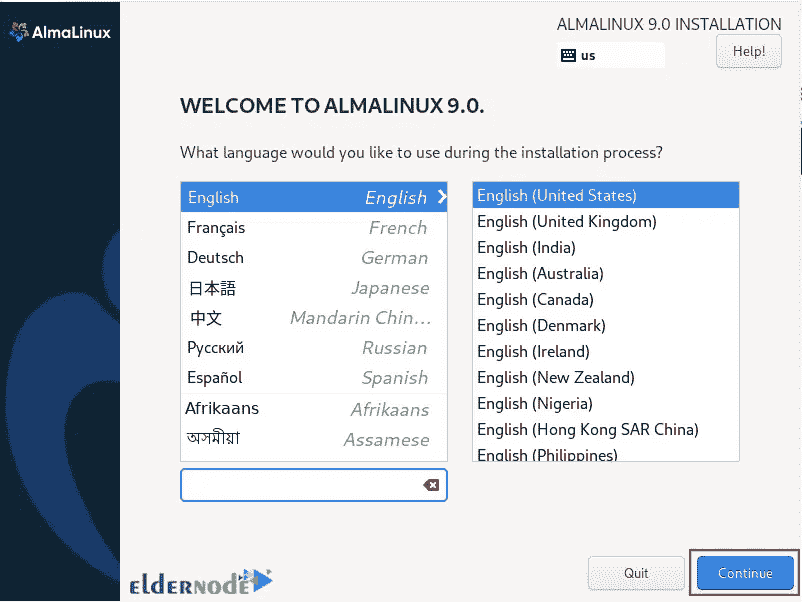 AlmaLinux
ALMALINUX 9.0 INSTALLATION
us
Help!
WELCOME TO ALMALINUX 9.0.
What language would you like to use during the installation process?
English English
Français French
Deutsch German
日本語 Japanese
中文 Mandarin Chin...
Русский Russian
Español Spanish
Afrikaans Afrikaans
অসমীয়া Assamese
English (United States)
English (United Kingdom)
English (India)
English (Australia)
English (Canada)
English (Denmark)
English (Ireland)
English (New Zealand)
English (Nigeria)
English (Hong Kong SAR China)
English (Philippines)
eldernode
Quit
Continue